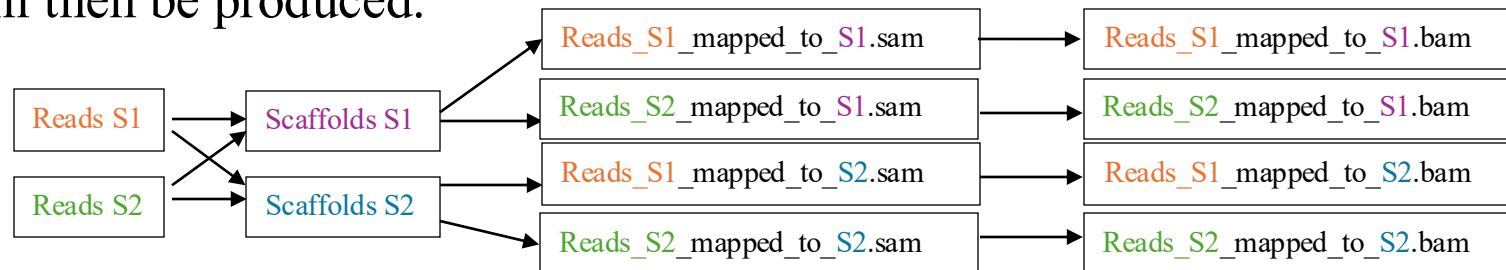 then be produced.
Reads S1
Reads S2
Scaffolds S1
Scaffolds S2
Reads_S1_mapped_to_S1.sam
Reads_S2_mapped_to_S1.sam
Reads_S1_mapped_to_S2.sam
Reads_S2_mapped_to_S2.sam
Reads_S1_mapped_to_S1.bam
Reads_S2_mapped_to_S1.bam
Reads_S1_mapped_to_S2.bam
Reads_S2_mapped_to_S2.bam